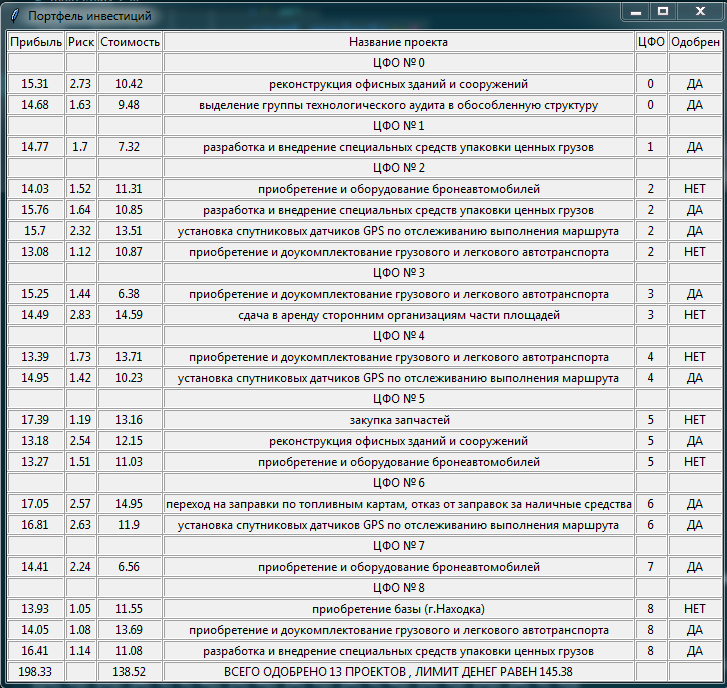 Портфель инвестиций
Прибыль Риск Стоимость Название проекта ЦФО Одобрен
ЦФО № 0
15.31 2.73 10.42 реконструкция офисных зданий и сооружений 0 ДА
14.68 1.63 9.48 выделение группы технологического аудита в обособленную структуру 0 ДА
ЦФО № 1
14.77 1.7 7.32 разработка и внедрение специальных средств упаковки ценных грузов 1 ДА
ЦФО № 2
14.03 1.52 11.31 приобретение и оборудование бронеавтомобилей 2 НЕТ
15.76 1.64 10.85 разработка и внедрение специальных средств упаковки ценных грузов 2 ДА
15.7 2.32 13.51 установка спутниковых датчиков GPS по отслеживанию выполнения маршрута 2 ДА
13.08 1.12 10.87 приобретение и доукомплектование грузового и легкового автотранспорта 2 НЕТ
ЦФО № 3
15.25 1.44 6.38 приобретение и доукомплектование грузового и легкового автотранспорта 3 ДА
14.49 2.83 14.59 сдача в аренду сторонним организациям части площадей 3 НЕТ
ЦФО № 4
13.39 1.73 13.71 приобретение и доукомплектование грузового и легкового автотранспорта 4 НЕТ
14.95 1.42 10.23 установка спутниковых датчиков GPS по отслеживанию выполнения маршрута 4 ДА
ЦФО № 5
17.39 1.19 13.16 закупка запчастей 5 НЕТ
13.18 2.54 12.15 реконструкция офисных зданий и сооружений 5 ДА
13.27 1.51 11.03 приобретение и оборудование бронеавтомобилей 5 НЕТ
ЦФО № 6
17.05 2.57 14.95 переход на заправки по топливным картам, отказ от заправок за наличные средства 6 ДА
16.81 2.63 11.9 установка спутниковых датчиков GPS по отслеживанию выполнения маршрута 6 ДА
ЦФО № 7
14.41 2.24 6.56 приобретение и оборудование бронеавтомобилей 7 ДА
ЦФО № 8
13.93 1.05 11.55 приобретение базы (г.Находка) 8 НЕТ
14.05 1.08 13.69 приобретение и доукомплектование грузового и легкового автотранспорта 8 ДА
16.41 1.14 11.08 разработка и внедрение специальных средств упаковки ценных грузов 8 ДА
198.33 138.52 ВСЕГО ОДОБРЕНО 13 ПРОЕКТОВ , ЛИМИТ ДЕНЕГ РАВЕН 145.38